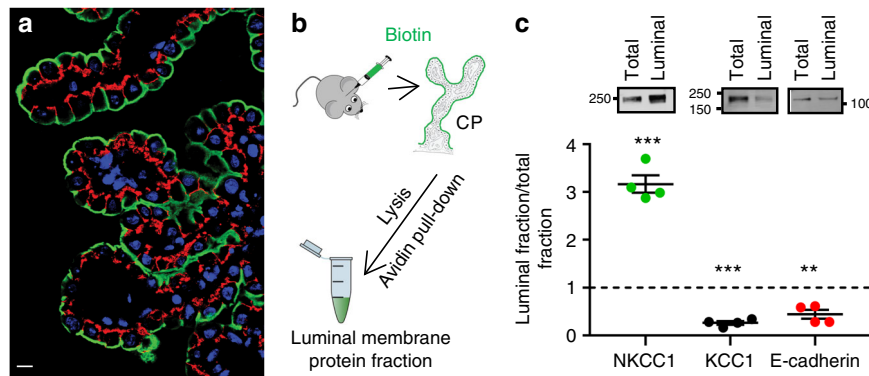 a
b
Biotin
CP
Lysis
Avidin pull-down
Luminal membrane
protein fraction
c
Total
Luminal
250
Total
Luminal
250
150
Total
Luminal
100
Luminal fraction/total
fraction
4
3
2
1
0
***
***
**
NKCC1
KCC1
E-cadherin